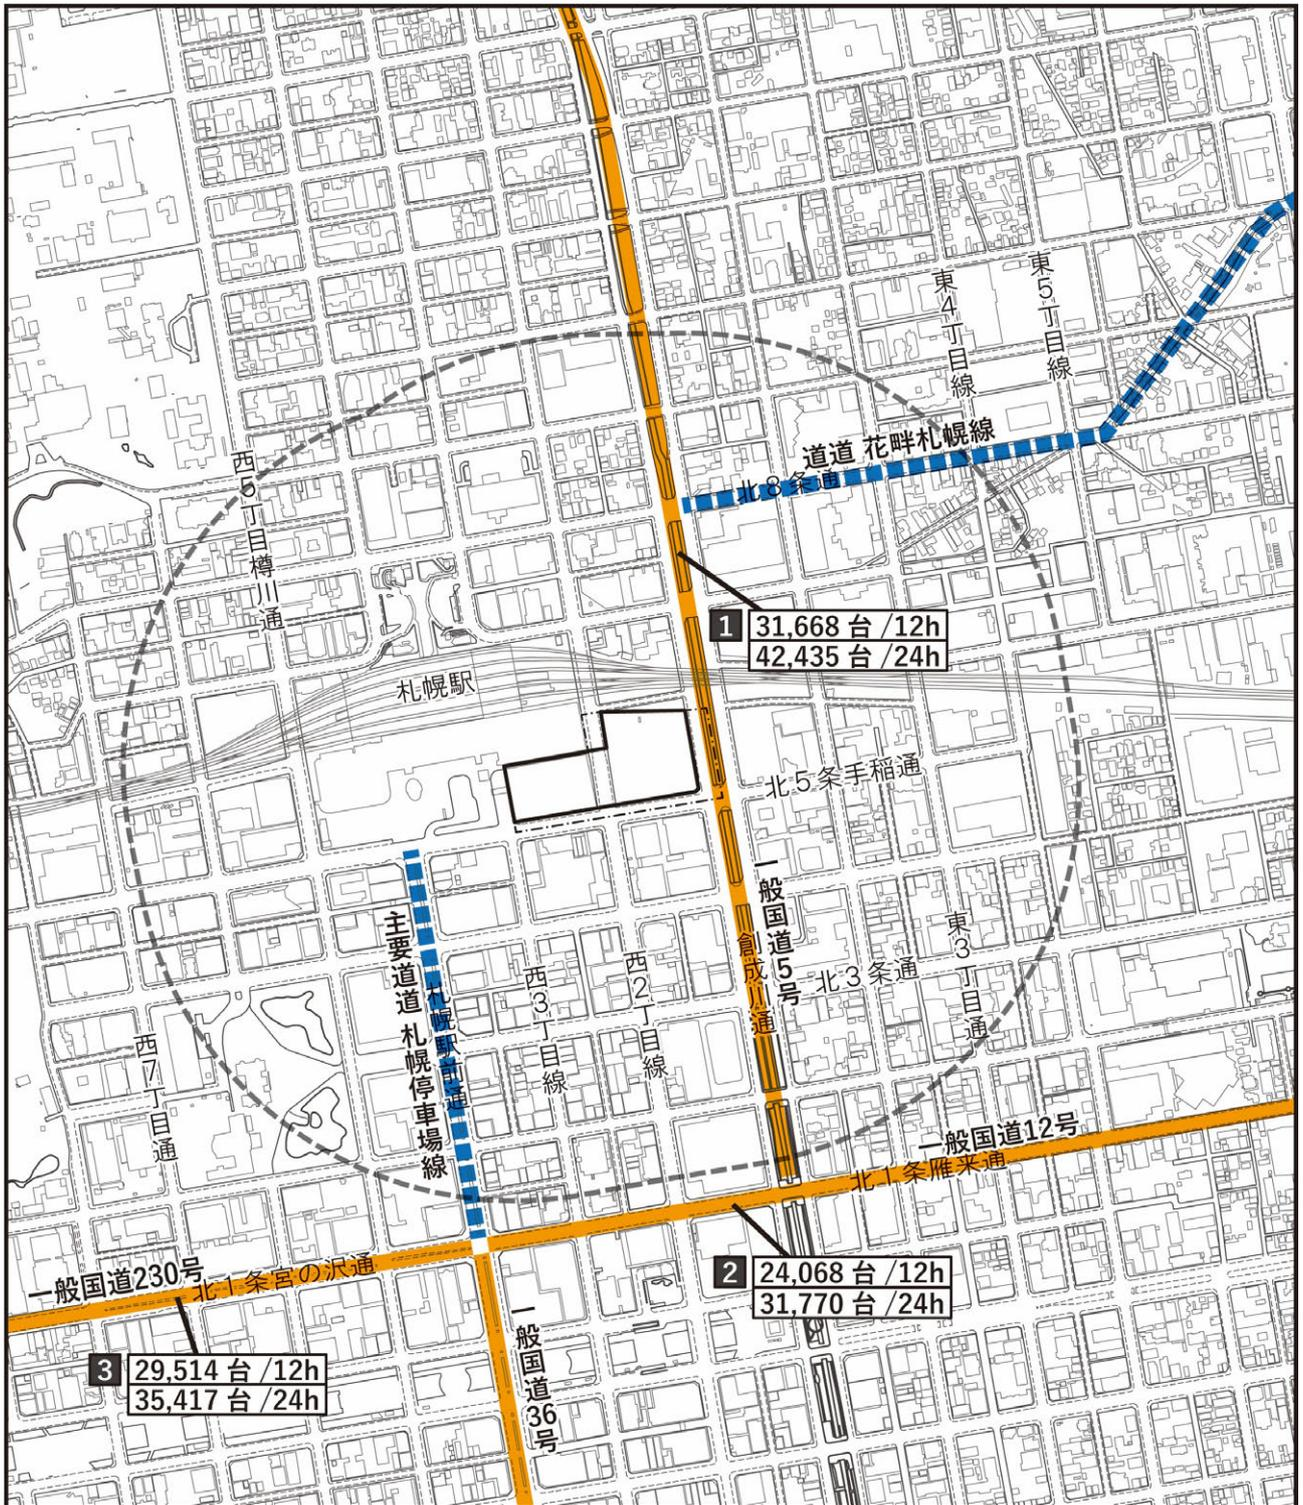 東4丁目線
東5丁目線
道道 花畔札幌線
北8条通
西5丁目樽川通
1
31,668 台 /12h
42,435 台 /24h
札幌駅
北5条手稲通
一般国道5号
創成川通
主要道道 札幌停車場線
札幌駅前通
西3丁目線
西2丁目線
北3条通
東3丁目通
西7丁目通
一般国道12号
北1条雁来通
2
24,068 台 /12h
31,770 台 /24h
一般国道230号
北1条宮の沢通
一般国道36号
3
29,514 台 /12h
35,417 台 /24h